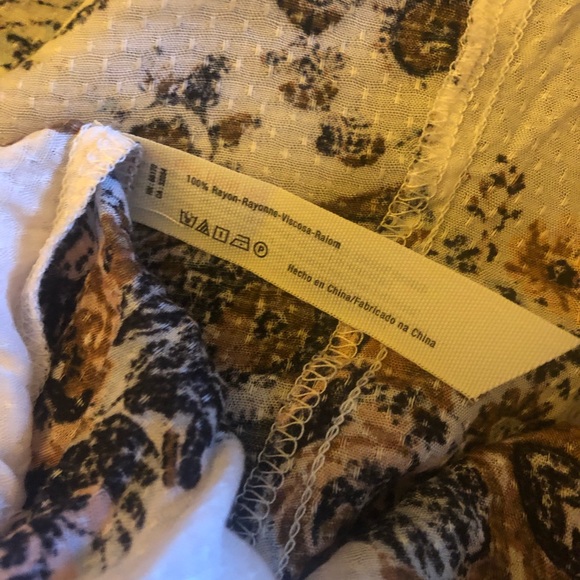 100% Rayon-Rayonne-Viscosa-Raiom
Hecho en China/Fabricado na China